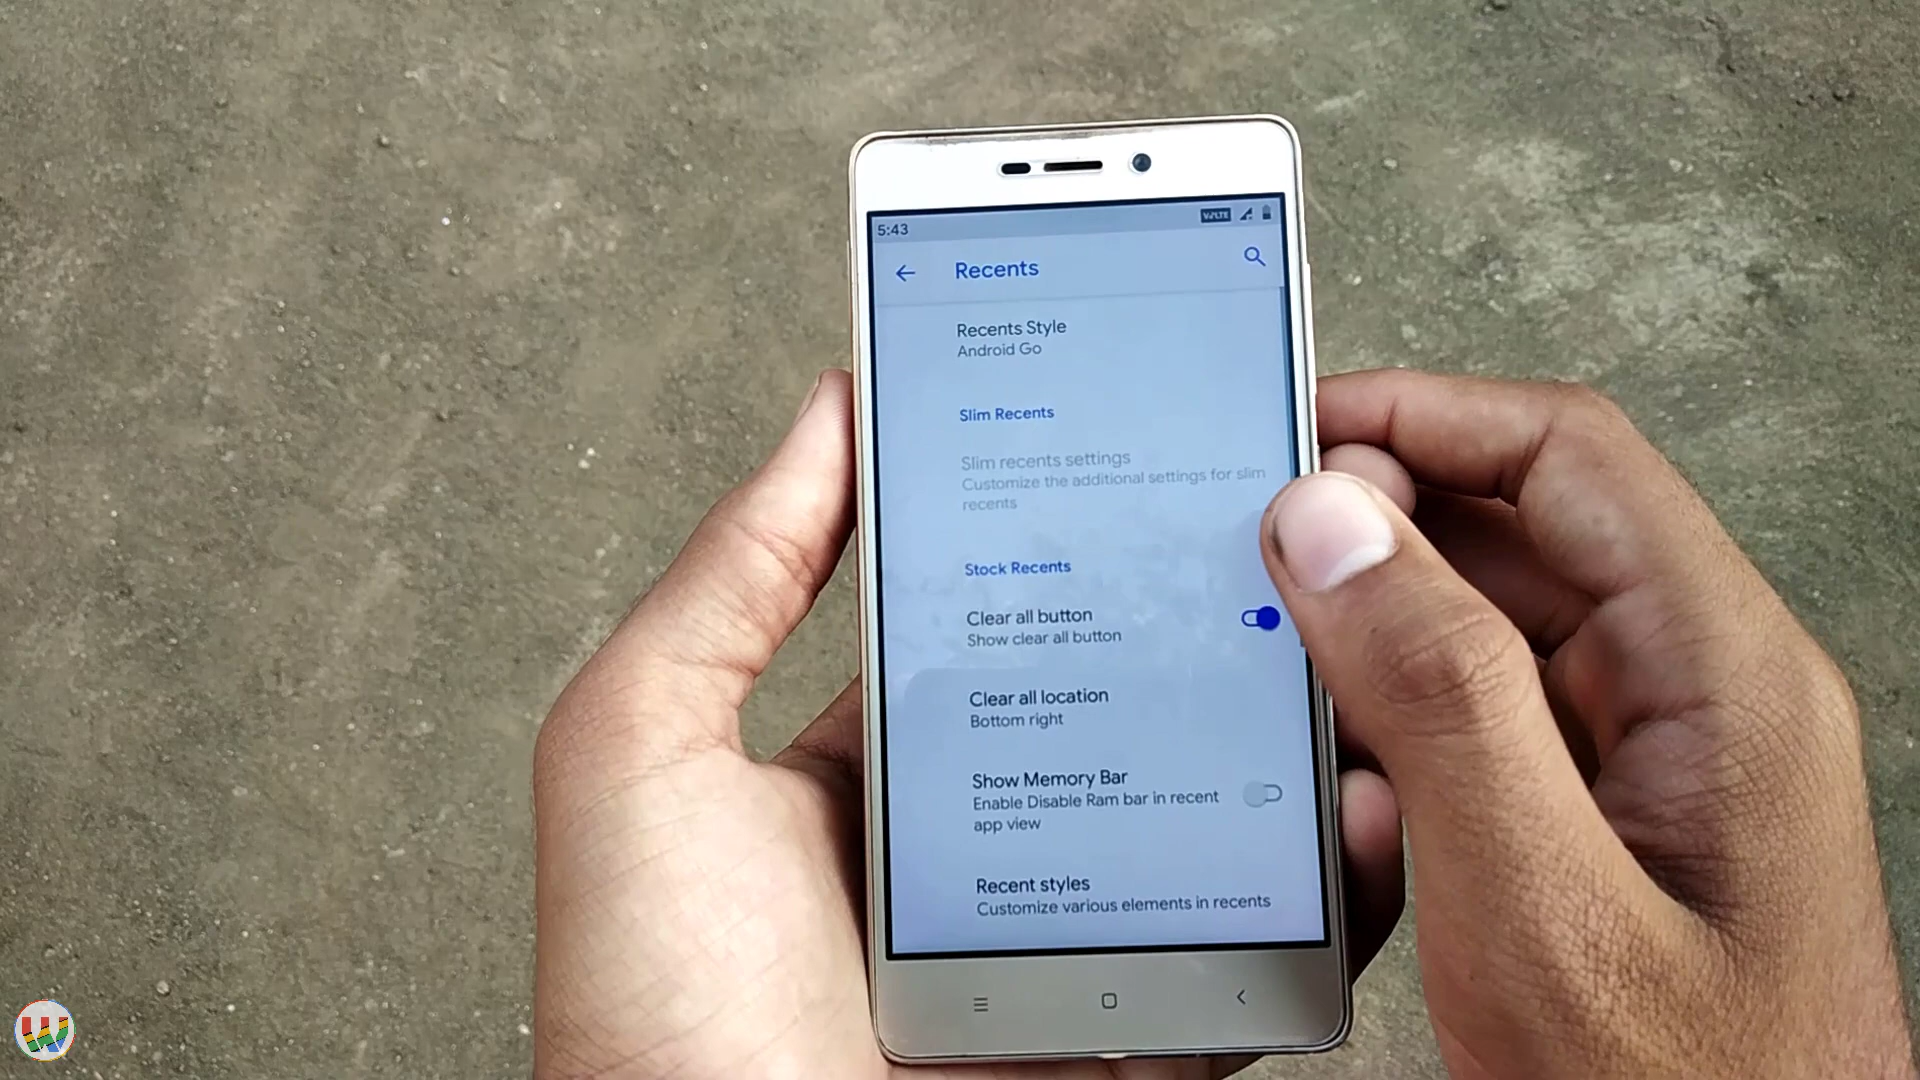 5:43
VoLTE
Recents
Recents Style
Android Go
Slim Recents
Slim recents settings
Customize the additional settings for slim
recents
Stock Recents
Clear all button
Show clear all button
Clear all location
Bottom right
Show Memory Bar
Enable Disable Ram bar in recent
app view
Recent styles
Customize various elements in recents
W